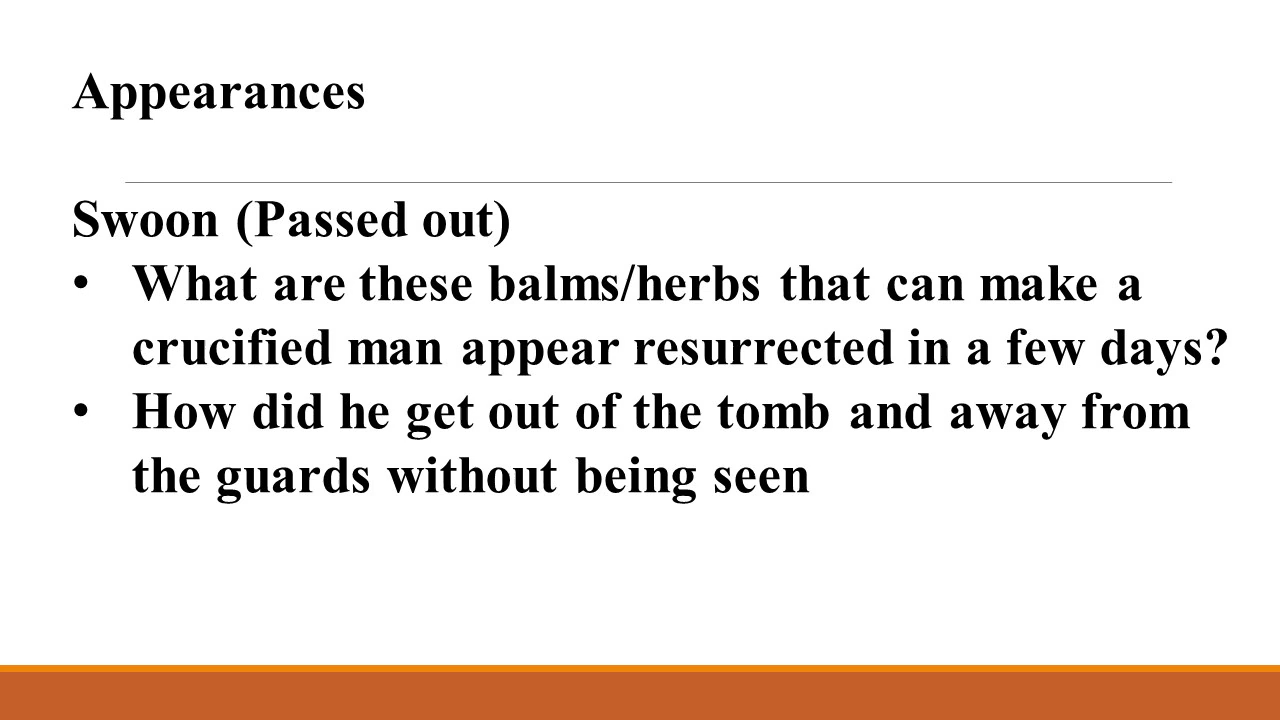 Appearances
Swoon (Passed out)
• What are these balms/herbs that can make a
crucified man appear resurrected in a few days?
• How did he get out of the tomb and away from
the guards without being seen